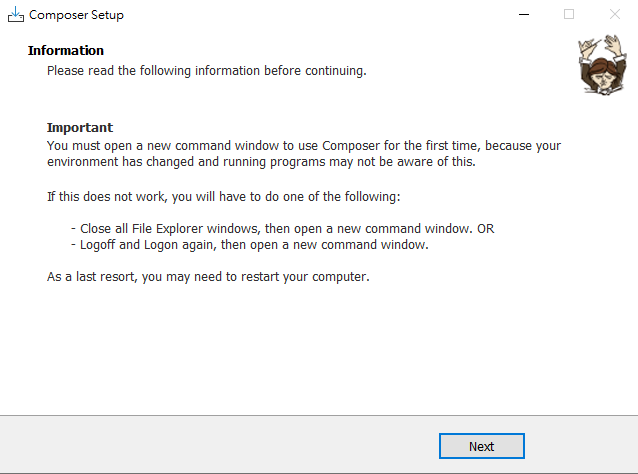 Composer Setup
Information
Please read the following information before continuing.
Important
You must open a new command window to use Composer for the first time, because your
environment has changed and running programs may not be aware of this.
If this does not work, you will have to do one of the following:
- Close all File Explorer windows, then open a new command window. OR
- Logoff and Logon again, then open a new command window.
As a last resort, you may need to restart your computer.
Next